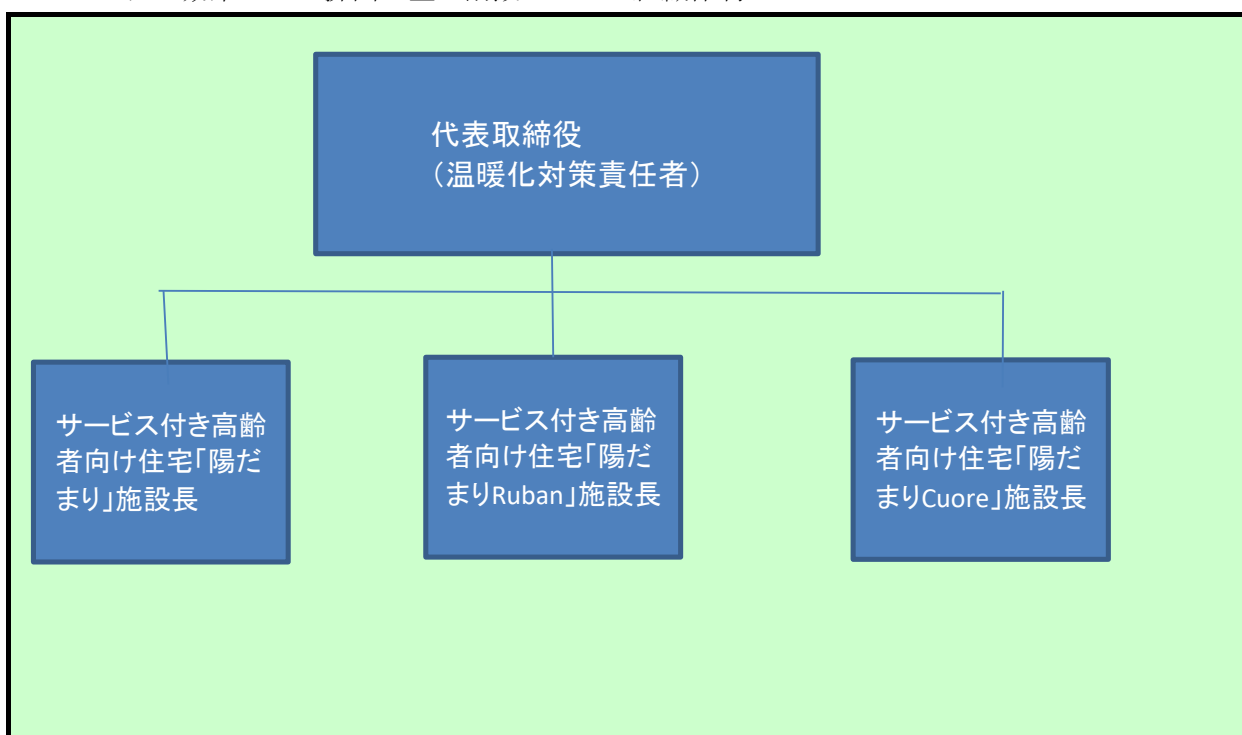 代表取締役
（温暖化対策責任者）
サービス付き高齢
者向け住宅「陽だ
まり」施設長
サービス付き高齢
者向け住宅「陽だ
まりRuban」施設長
サービス付き高齢
者向け住宅「陽だ
まりCuore」施設長